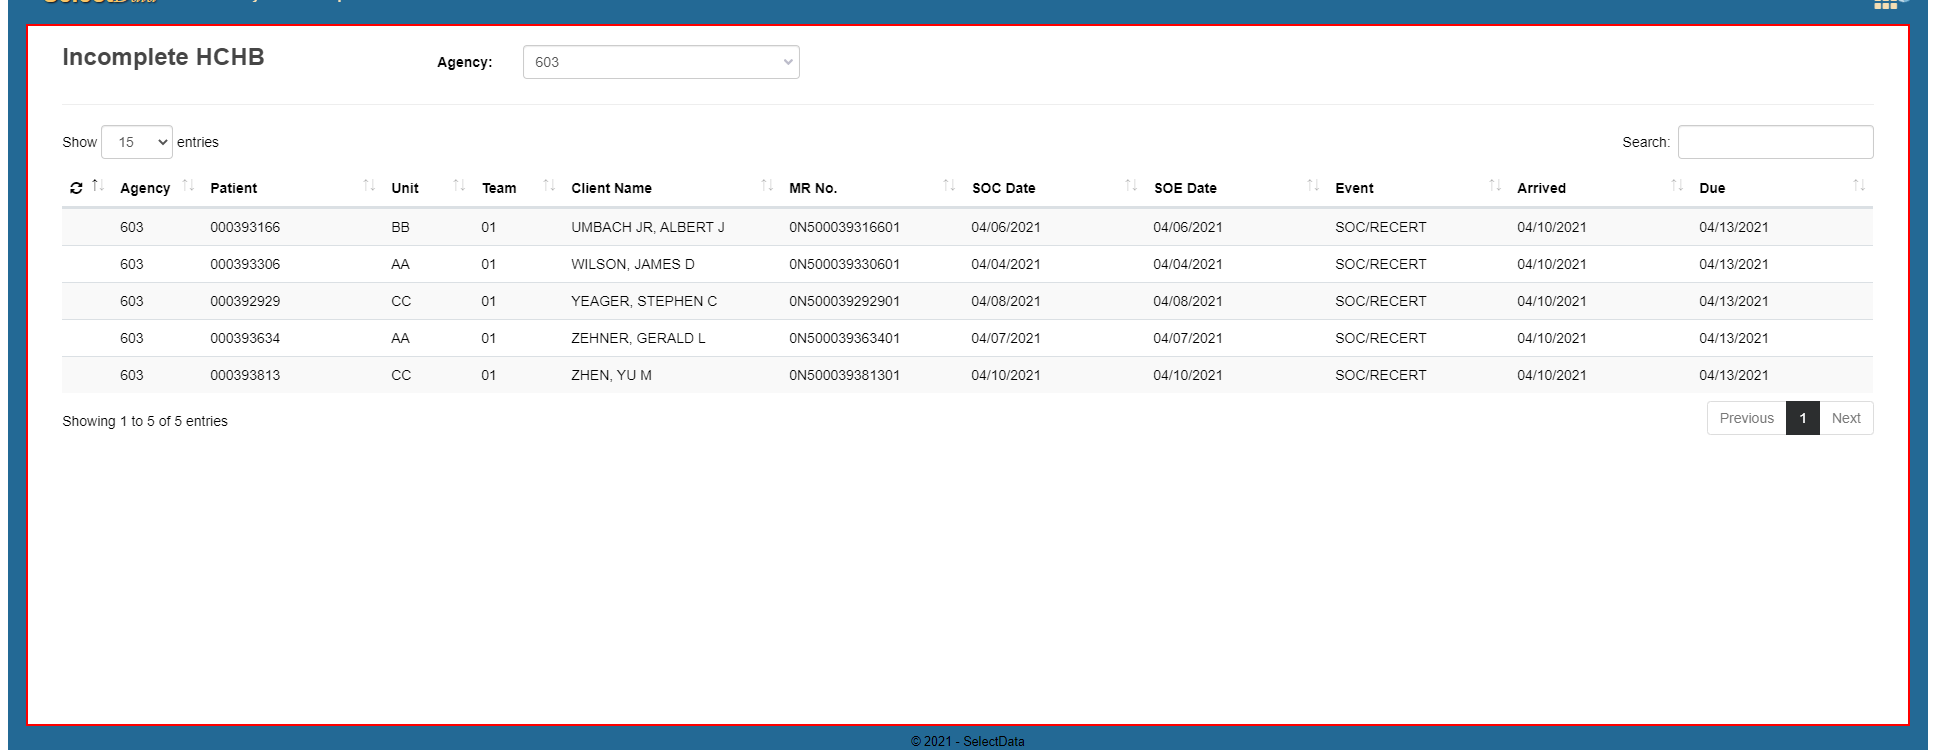 Incomplete HCHB
Agency: 603
Show 15 entries
Search:
Agency Patient Unit Team Client Name MR No. SOC Date SOE Date Event Arrived Due
603 000393166 BB 01 UMBACH JR, ALBERT J 0N500039316601 04/06/2021 04/06/2021 SOC/RECERT 04/10/2021 04/13/2021
603 000393306 AA 01 WILSON, JAMES D 0N500039330601 04/04/2021 04/04/2021 SOC/RECERT 04/10/2021 04/13/2021
603 000392929 CC 01 YEAGER, STEPHEN C 0N500039292901 04/08/2021 04/08/2021 SOC/RECERT 04/10/2021 04/13/2021
603 000393634 AA 01 ZEHNER, GERALD L 0N500039363401 04/07/2021 04/07/2021 SOC/RECERT 04/10/2021 04/13/2021
603 000393813 CC 01 ZHEN, YU M 0N500039381301 04/10/2021 04/10/2021 SOC/RECERT 04/10/2021 04/13/2021
Showing 1 to 5 of 5 entries
Previous 1 Next
© 2021 - SelectData